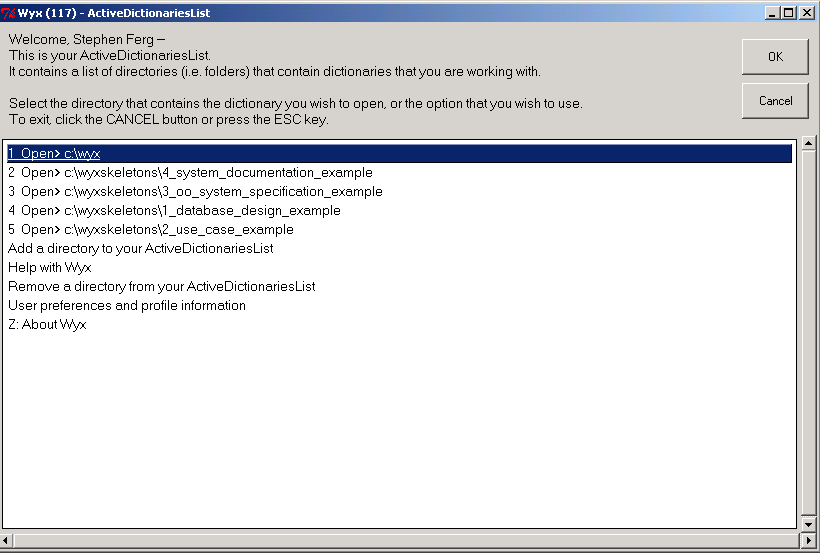 Wyx (117) - ActiveDictionariesList
Welcome, Stephen Ferg --
This is your ActiveDictionariesList.
It contains a list of directories (i.e. folders) that contain dictionaries that you are working with.
Select the directory that contains the dictionary you wish to open, or the option that you wish to use.
To exit, click the CANCEL button or press the ESC key.
OK
Cancel
1 Open> c:\wyx
2 Open> c:\wyxskeletons\4_system_documentation_example
3 Open> c:\wyxskeletons\3_oo_system_specification_example
4 Open> c:\wyxskeletons\1_database_design_example
5 Open> c:\wyxskeletons\2_use_case_example
Add a directory to your ActiveDictionariesList
Help with Wyx
Remove a directory from your ActiveDictionariesList
User preferences and profile information
Z: About Wyx